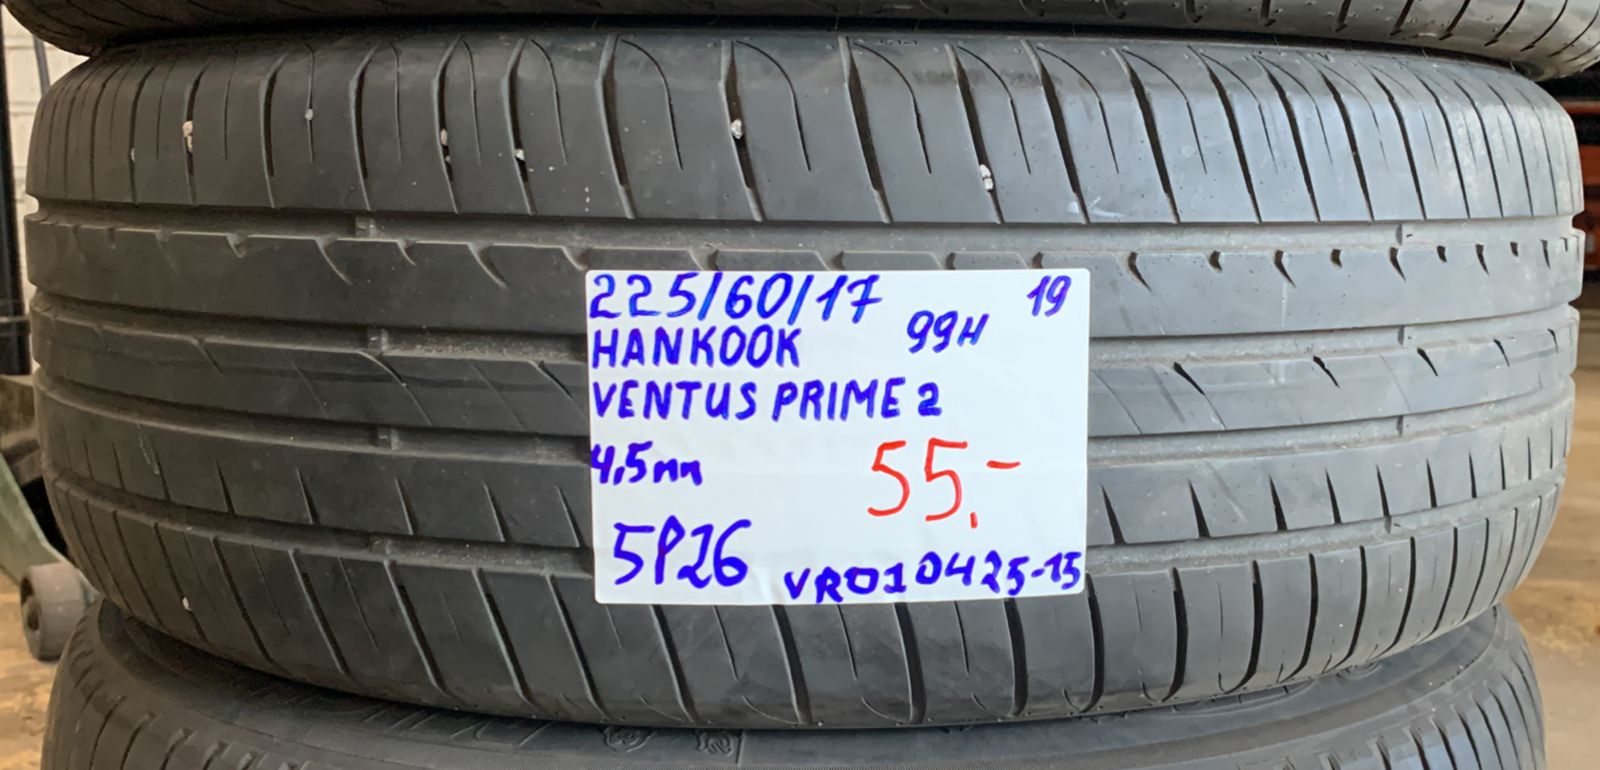 225/60/17 19
HANKOOK 99H
VENTUS PRIME 2
4,5mm 55,-
5P26 VR010425-15